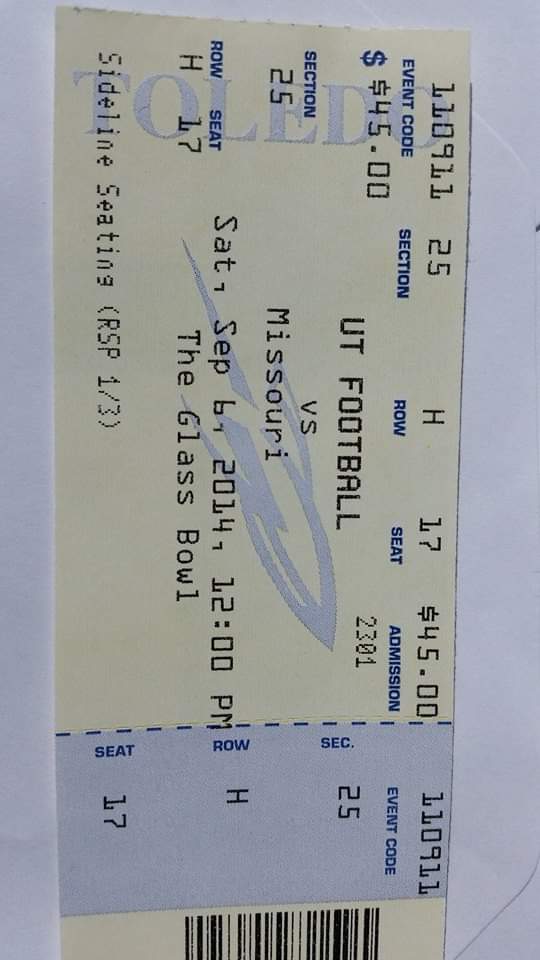 110911 25 H 17 $45.00
EVENT CODE SECTION ROW SEAT ADMISSION
$ $45.00
2301
UT FOOTBALL
SECTION
25
vs
Missouri
ROW SEAT
H 17
Sat, Sep 6, 2014, 12:00 PM
The Glass Bowl
TOLEDO
Sideline Seating (RSP 1/3)
110911
EVENT CODE
SEC.
25
ROW
H
SEAT
17